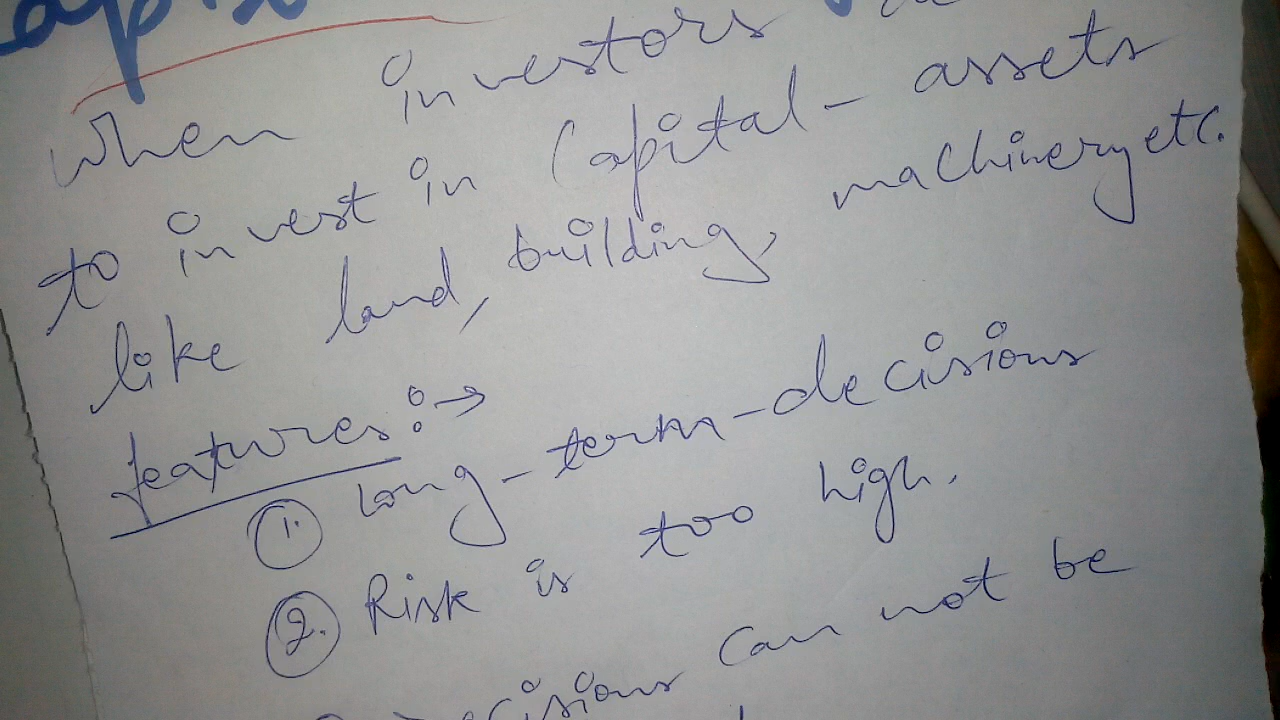 when investors
to invest in Capital - assets
like land, building, machinery etc.
features :→
1. Long - term - decisions
2. Risk is too high.
can not be